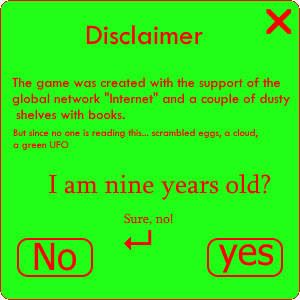 Disclaimer
The game was created with the support of the
global network "Internet" and a couple of dusty
shelves with books.
But since no one is reading this... scrambled eggs, a cloud,
a green UFO
I am nine years old?
Sure, no!
No
yes